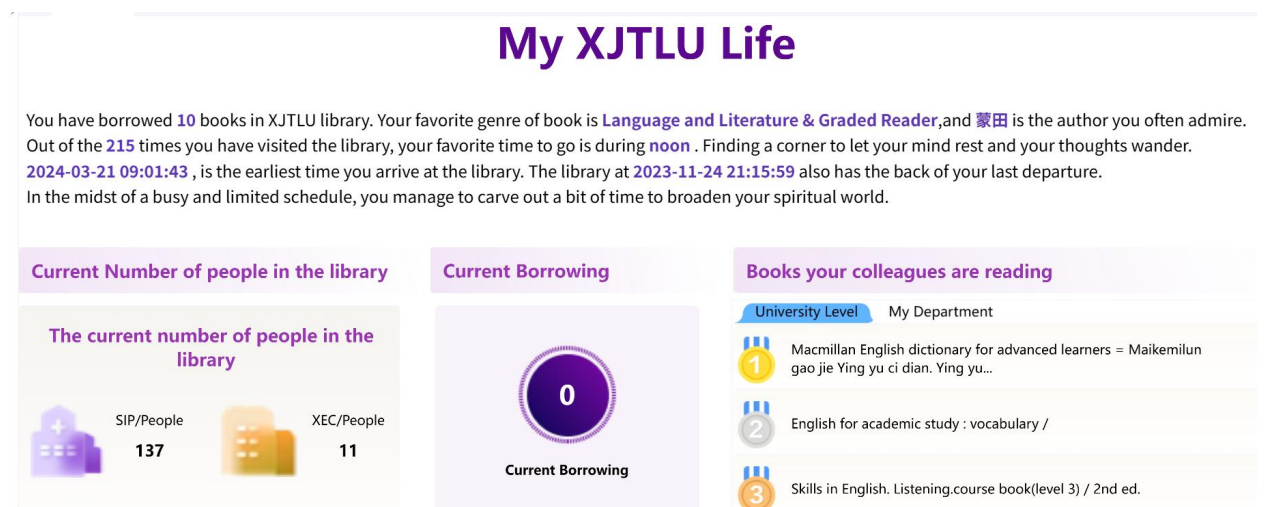 My XJTLU Life
You have borrowed 10 books in XJTLU library. Your favorite genre of book is Language and Literature & Graded Reader,and 蒙田 is the author you often admire.
Out of the 215 times you have visited the library, your favorite time to go is during noon . Finding a corner to let your mind rest and your thoughts wander.
2024-03-21 09:01:43 , is the earliest time you arrive at the library. The library at 2023-11-24 21:15:59 also has the back of your last departure.
In the midst of a busy and limited schedule, you manage to carve out a bit of time to broaden your spiritual world.
Current Number of people in the library
The current number of people in the
library
SIP/People
137
XEC/People
11
Current Borrowing
0
Current Borrowing
Books your colleagues are reading
University Level
My Department
1
Macmillan English dictionary for advanced learners = Maikemilun
gao jie Ying yu ci dian. Ying yu...
2
English for academic study : vocabulary /
3
Skills in English. Listening.course book(level 3) / 2nd ed.